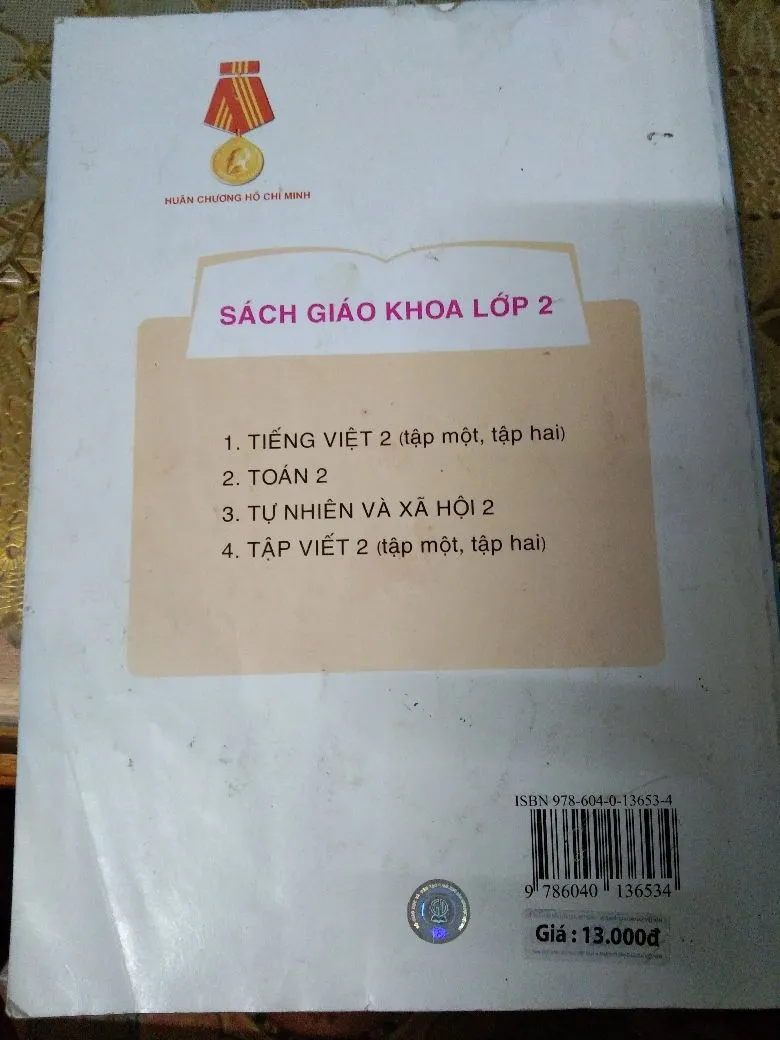 HUÂN CHƯƠNG HỒ CHÍ MINH
SÁCH GIÁO KHOA LỚP 2
1. TIẾNG VIỆT 2 (tập một, tập hai)
2. TOÁN 2
3. TỰ NHIÊN VÀ XÃ HỘI 2
4. TẬP VIẾT 2 (tập một, tập hai)
ISBN 978-604-0-13653-4
9 786040 136534
Giá : 13.000đ